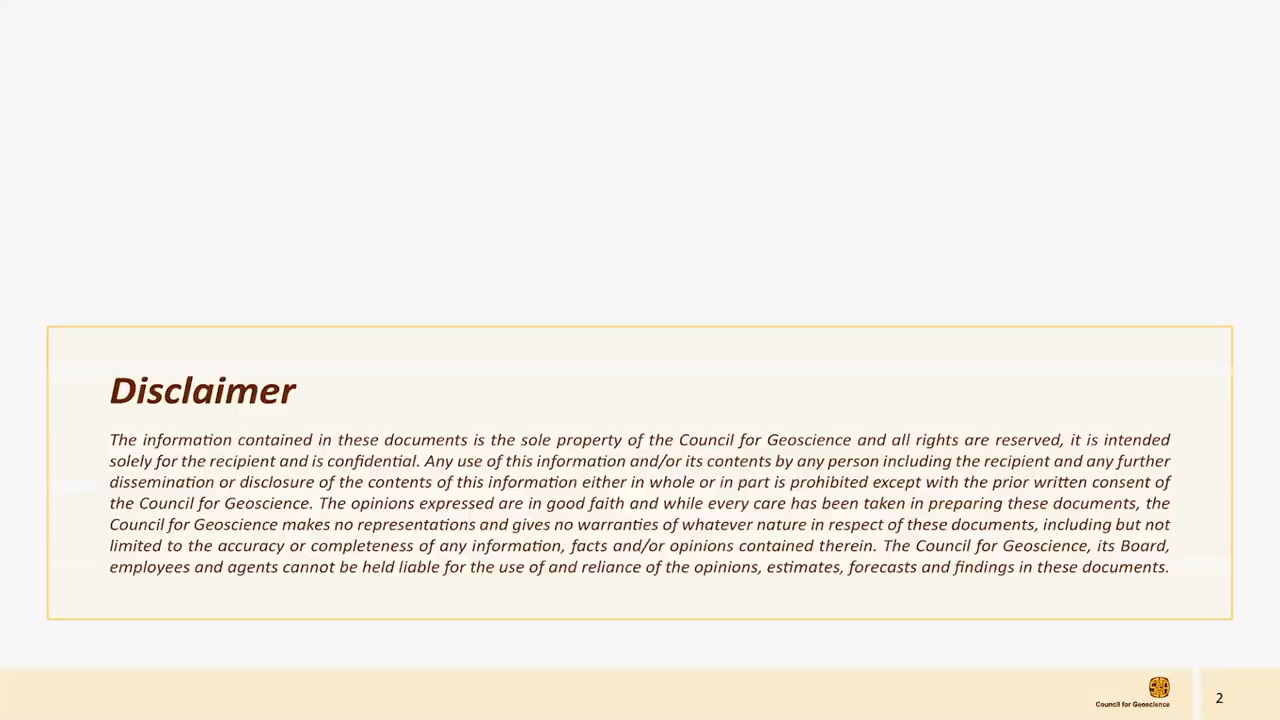 Disclaimer
The information contained in these documents is the sole property of the Council for Geoscience and all rights are reserved, it is intended
solely for the recipient and is confidential. Any use of this information and/or its contents by any person including the recipient and any further
dissemination or disclosure of the contents of this information either in whole or in part is prohibited except with the prior written consent of
the Council for Geoscience. The opinions expressed are in good faith and while every care has been taken in preparing these documents, the
Council for Geoscience makes no representations and gives no warranties of whatever nature in respect of these documents, including but not
limited to the accuracy or completeness of any information, facts and/or opinions contained therein. The Council for Geoscience, its Board,
employees and agents cannot be held liable for the use of and reliance of the opinions, estimates, forecasts and findings in these documents.
Council for Geoscience
2